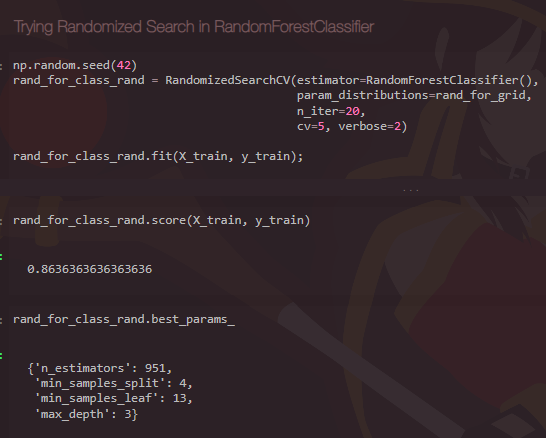 Trying Randomized Search in RandomForestClassifier
np.random.seed(42)
rand_for_class_rand = RandomizedSearchCV(estimator=RandomForestClassifier(),
param_distributions=rand_for_grid,
n_iter=20,
cv=5, verbose=2)
rand_for_class_rand.fit(X_train, y_train);
...
rand_for_class_rand.score(X_train, y_train)
0.8636363636363636
rand_for_class_rand.best_params_
{'n_estimators': 951,
'min_samples_split': 4,
'min_samples_leaf': 13,
'max_depth': 3}